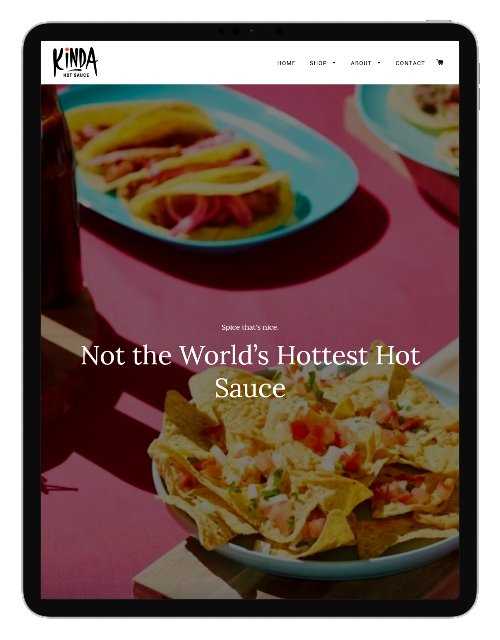 KiNDA
HOT SAUCE
HOME SHOP ABOUT CONTACT
Spice that's nice.
Not the World's Hottest Hot
Sauce